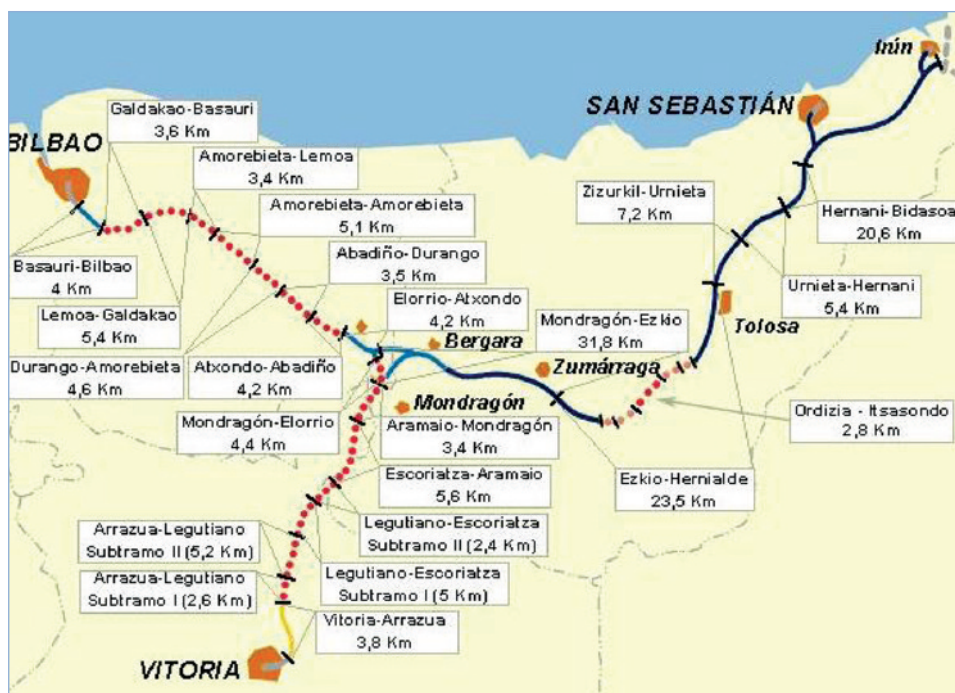 Irún
SAN SEBASTIÁN
Galdakao-Basauri
3,6 Km
BILBAO
Amorebieta-Lemoa
3,4 Km
Zizurkil-Urnieta
7,2 Km
Amorebieta-Amorebieta
5,1 Km
Hernani-Bidasoa
20,6 Km
Abadiño-Durango
3,5 Km
Basauri-Bilbao
4 Km
Elorrio-Atxondo
4,2 Km
Urnieta-Hernani
5,4 Km
Lemoa-Galdakao
5,4 Km
Mondragón-Ezkio
31,8 Km
Tolosa
Bergara
Durango-Amorebieta
4,6 Km
Atxondo-Abadiño
4,2 Km
Zumárraga
Mondragón
Ordizia - Itsasondo
2,8 Km
Mondragón-Elorrio
4,4 Km
Aramaio-Mondragón
3,4 Km
Escoriatza-Aramaio
5,6 Km
Ezkio-Hernialde
23,5 Km
Arrazua-Legutiano
Subtramo II (5,2 Km)
Legutiano-Escoriatza
Subtramo II (2,4 Km)
Arrazua-Legutiano
Subtramo I (2,6 Km)
Legutiano-Escoriatza
Subtramo I (5 Km)
Vitoria-Arrazua
3,8 Km
VITORIA